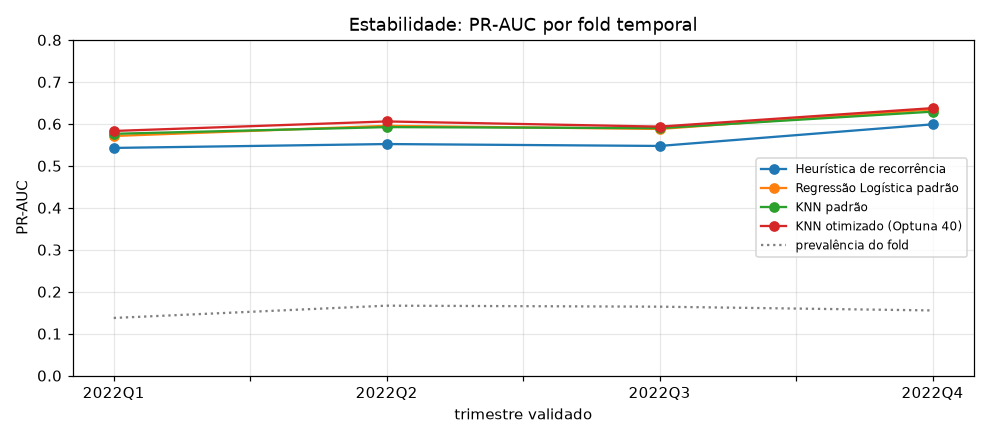 Estabilidade: PR-AUC por fold temporal
PR-AUC
0.8
0.7
0.6
0.5
0.4
0.3
0.2
0.1
0.0
Heurística de recorrência
Regressão Logística padrão
KNN padrão
KNN otimizado (Optuna 40)
prevalência do fold
2022Q1
2022Q2
2022Q3
2022Q4
trimestre validado